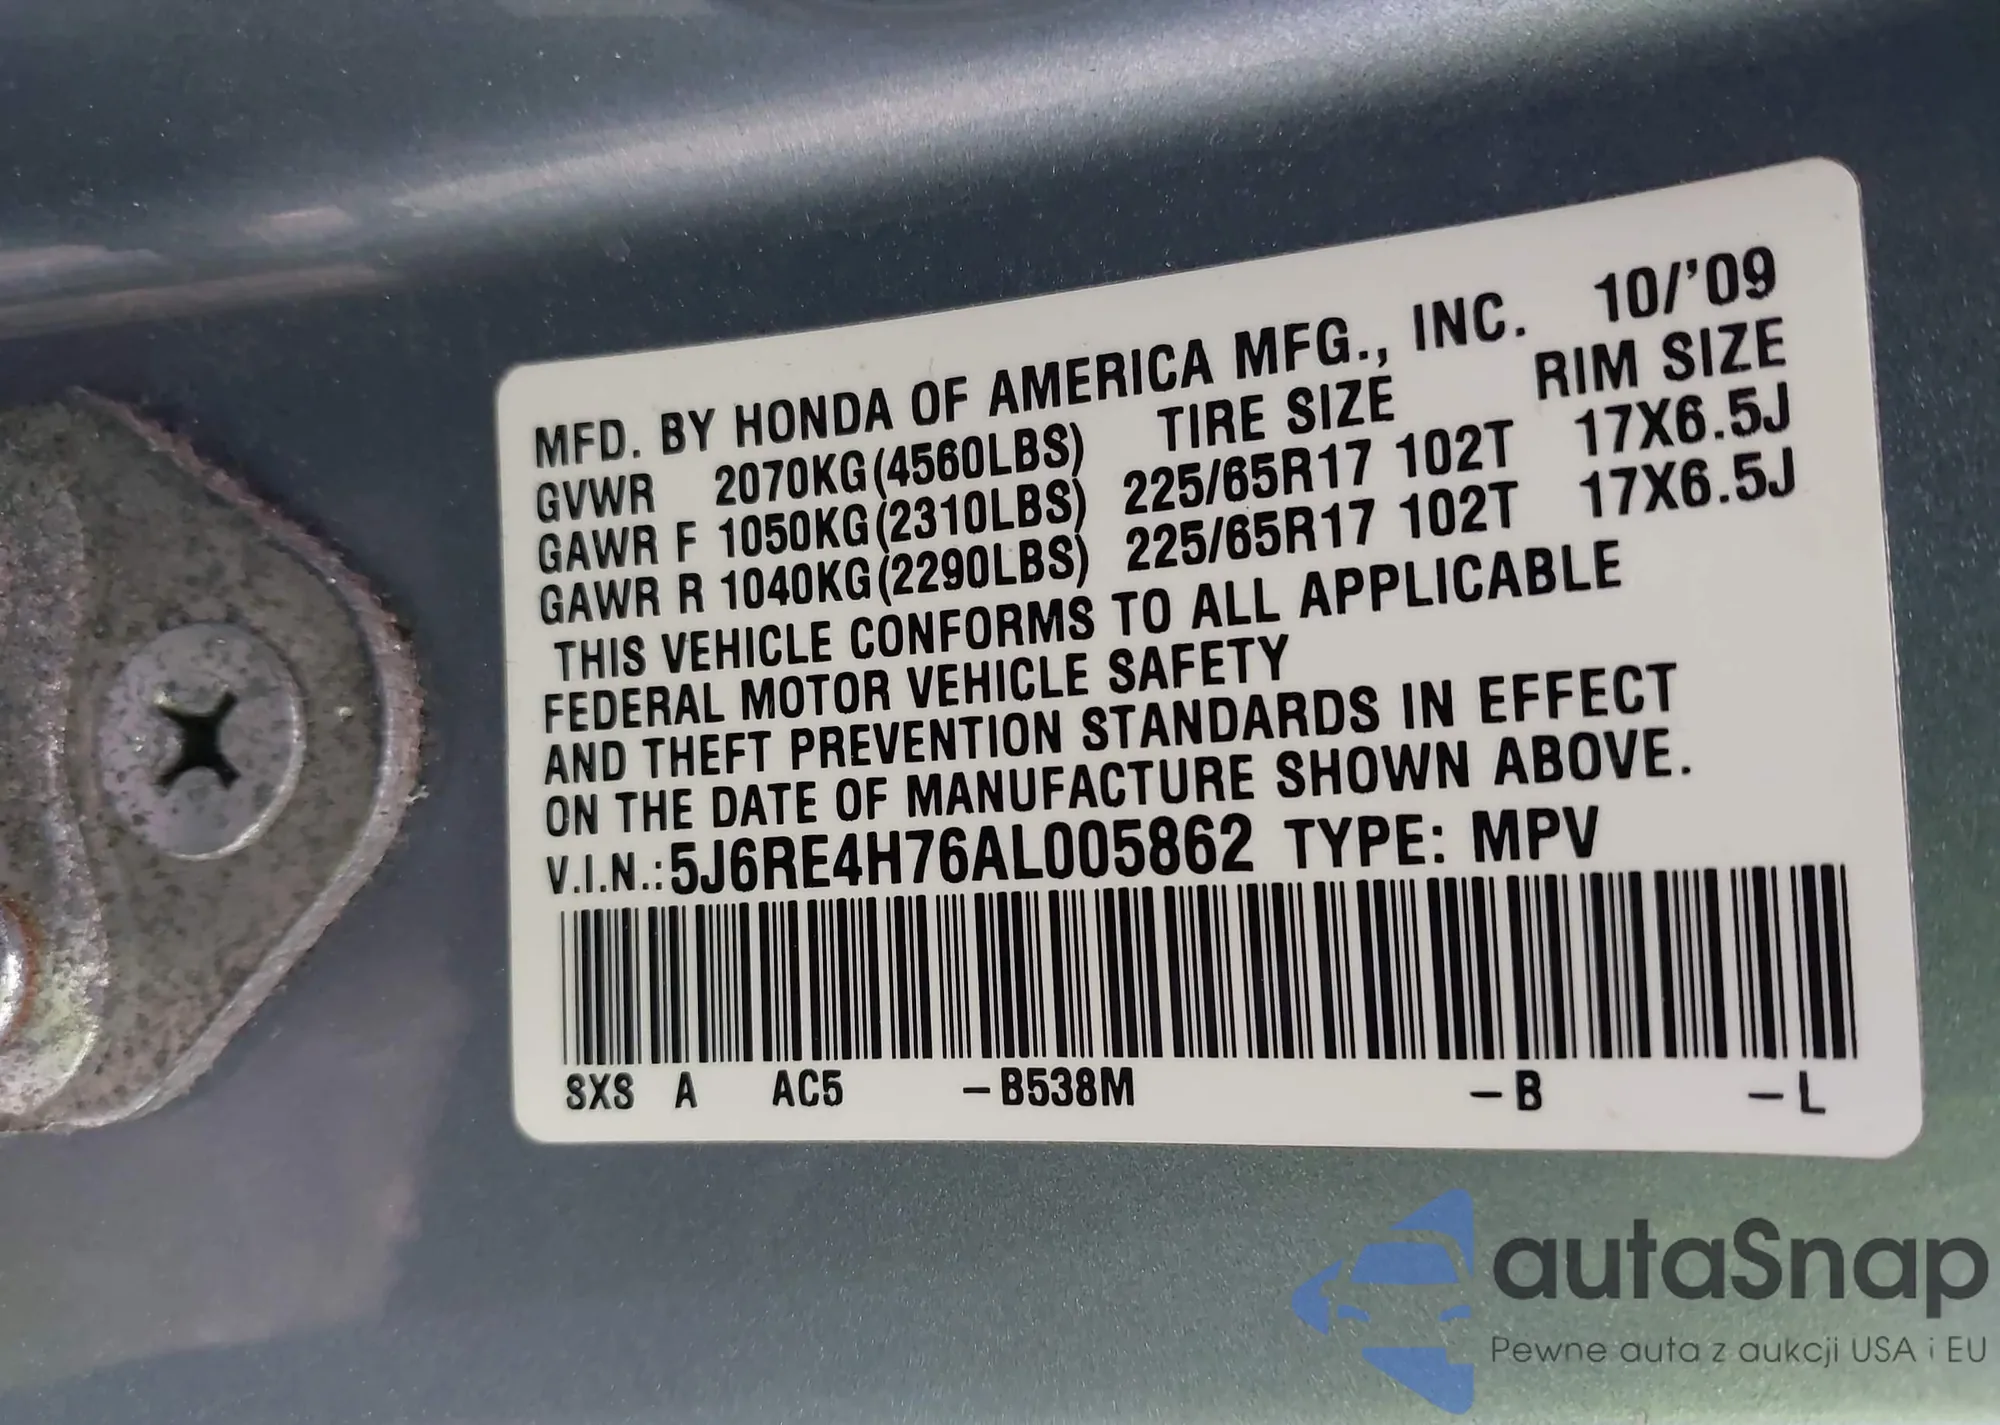 MFD. BY HONDA OF AMERICA MFG., INC. 10/'09
GVWR 2070KG(4560LBS) TIRE SIZE RIM SIZE
GAWR F 1050KG(2310LBS) 225/65R17 102T 17X6.5J
GAWR R 1040KG(2290LBS) 225/65R17 102T 17X6.5J
THIS VEHICLE CONFORMS TO ALL APPLICABLE
FEDERAL MOTOR VEHICLE SAFETY
AND THEFT PREVENTION STANDARDS IN EFFECT
ON THE DATE OF MANUFACTURE SHOWN ABOVE.
V.I.N.:5J6RE4H76AL005862 TYPE: MPV
SXS A AC5 –B538M –B –L
autaSnap
Pewne auta z aukcji USA i EU